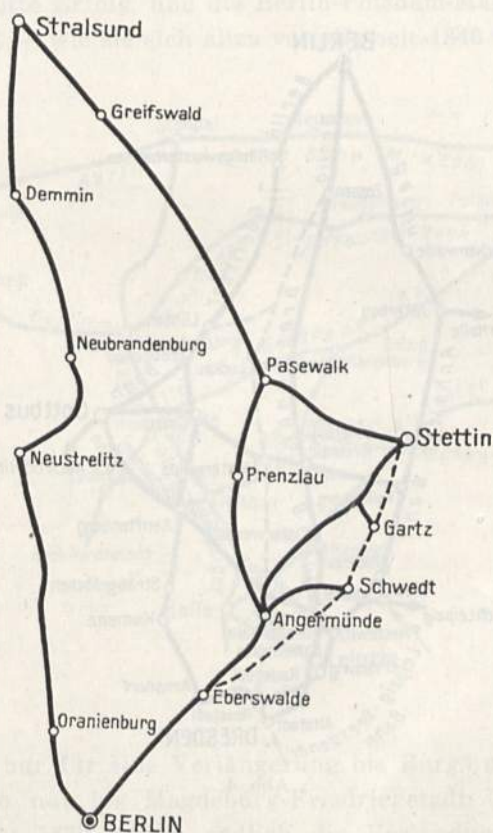 Stralsund
Greifswald
Demmin
Neubrandenburg
Pasewalk
Stettin
Neustrelitz
Prenzlau
Gartz
Schwedt
Angermünde
Eberswalde
Oranienburg
BERLIN